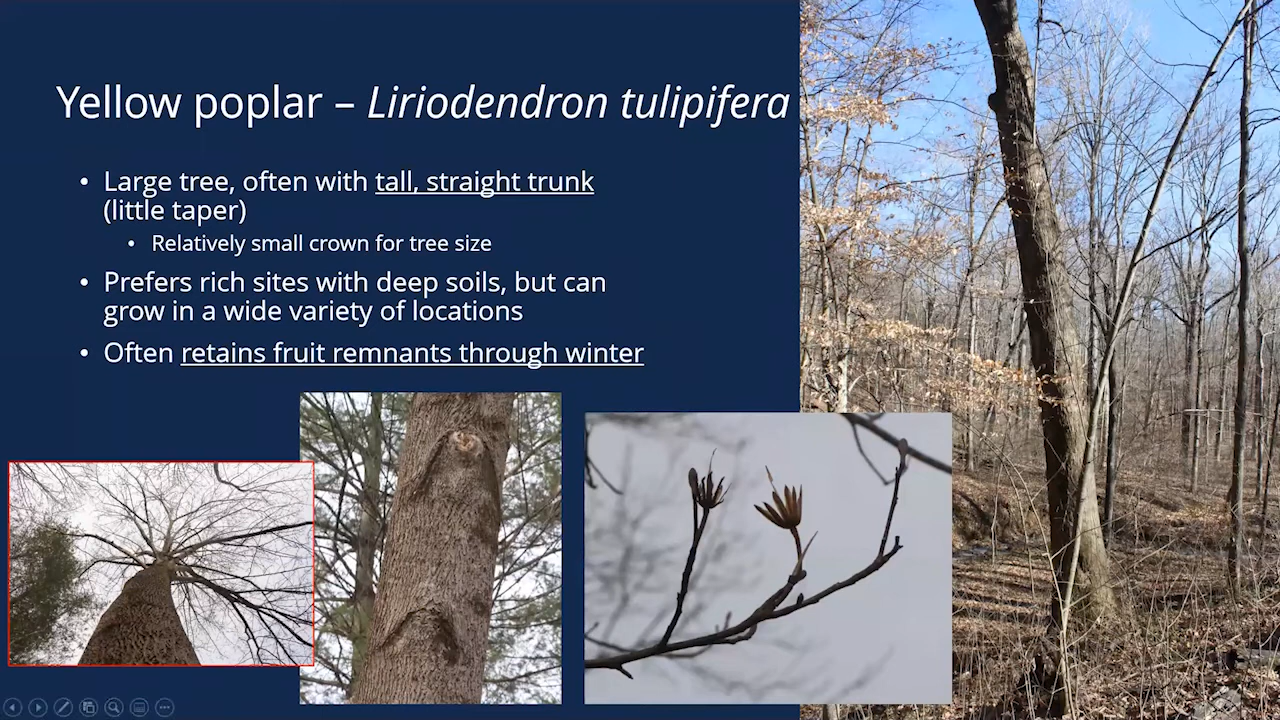 Yellow poplar – Liriodendron tulipifera
• Large tree, often with tall, straight trunk
(little taper)
• Relatively small crown for tree size
• Prefers rich sites with deep soils, but can
grow in a wide variety of locations
• Often retains fruit remnants through winter